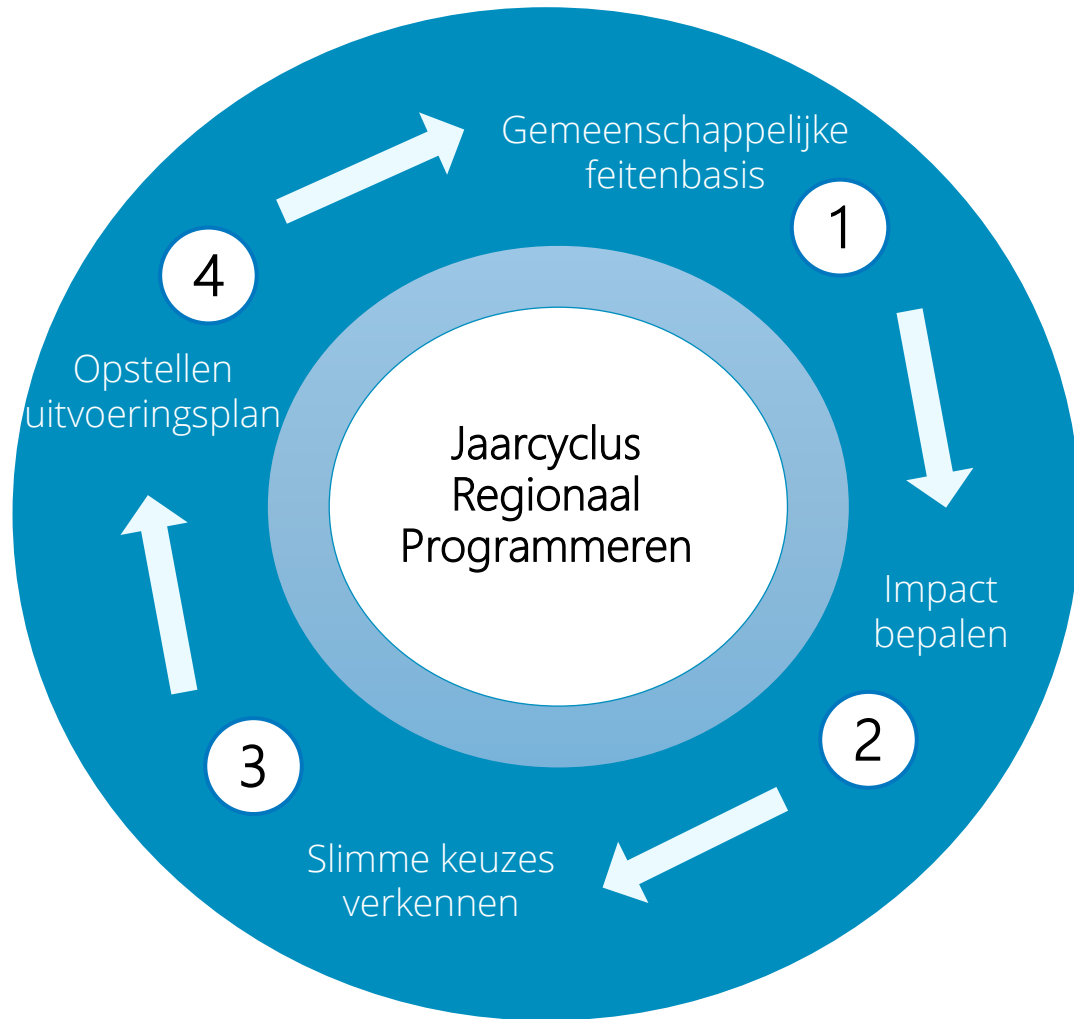 Gemeenschappelijke
feitenbasis
1
Impact
bepalen
2
Slimme keuzes
verkennen
3
Opstellen
uitvoeringsplan
4
Jaarcyclus
Regionaal
Programmeren